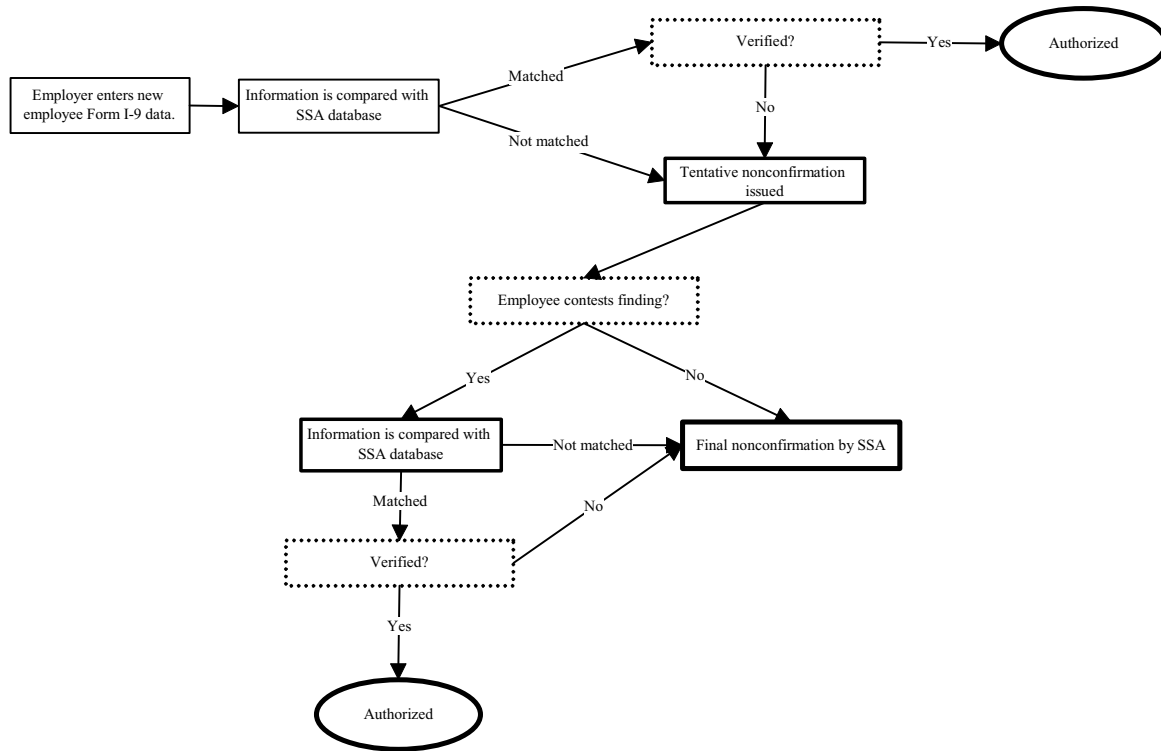 Verified?
Yes
Authorized
Matched
Employer enters new
employee Form I-9 data.
Information is compared with
SSA database
No
Not matched
Tentative nonconfirmation
issued
Employee contests finding?
Yes
No
Information is compared with
SSA database
Not matched
Final nonconfirmation by SSA
Matched
No
Verified?
Yes
Authorized